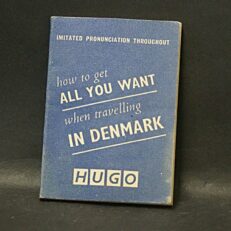 IMITATED PRONUNCIATION THROUGHOUT
how to get
ALL YOU WANT
when travelling
IN DENMARK
HUGO